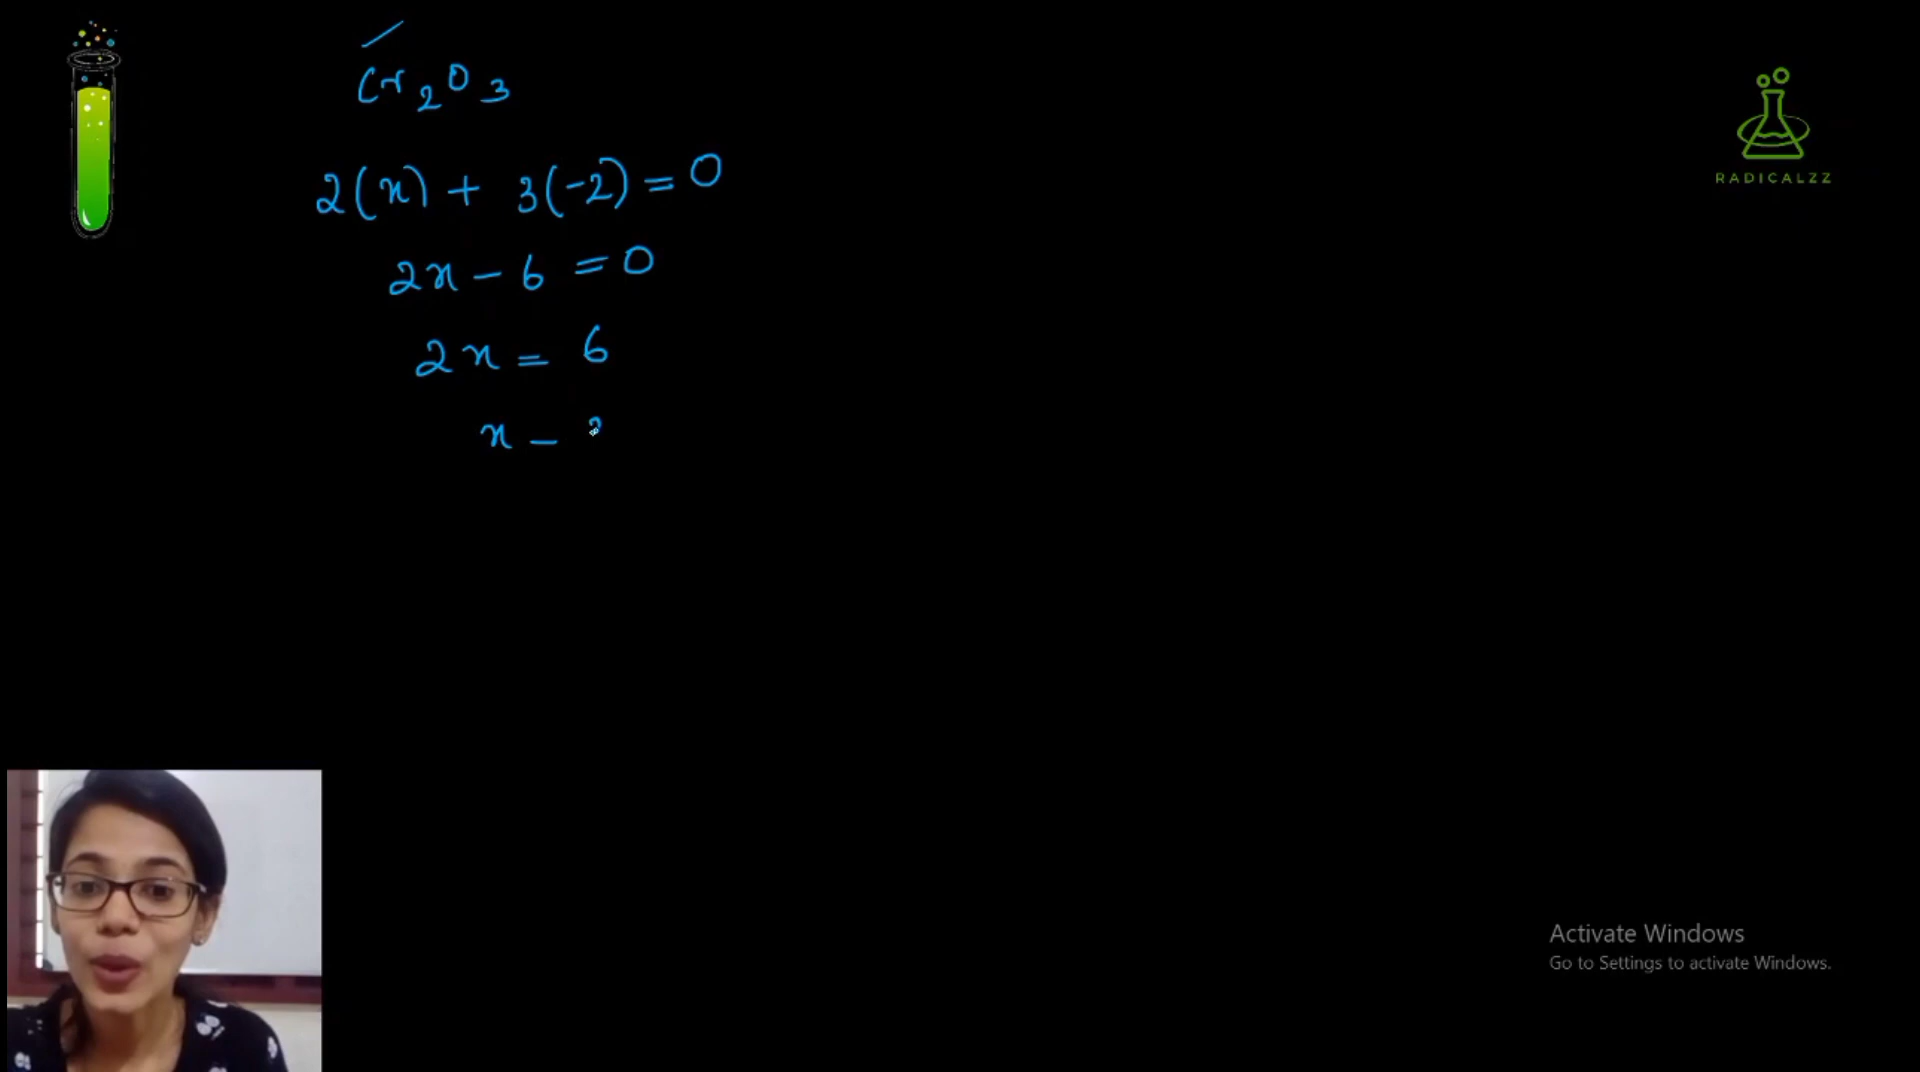 Cr₂O₃
2(x) + 3(-2) = 0
2x - 6 = 0
2x = 6
x -
RADICALZZ
Activate Windows
Go to Settings to activate Windows.